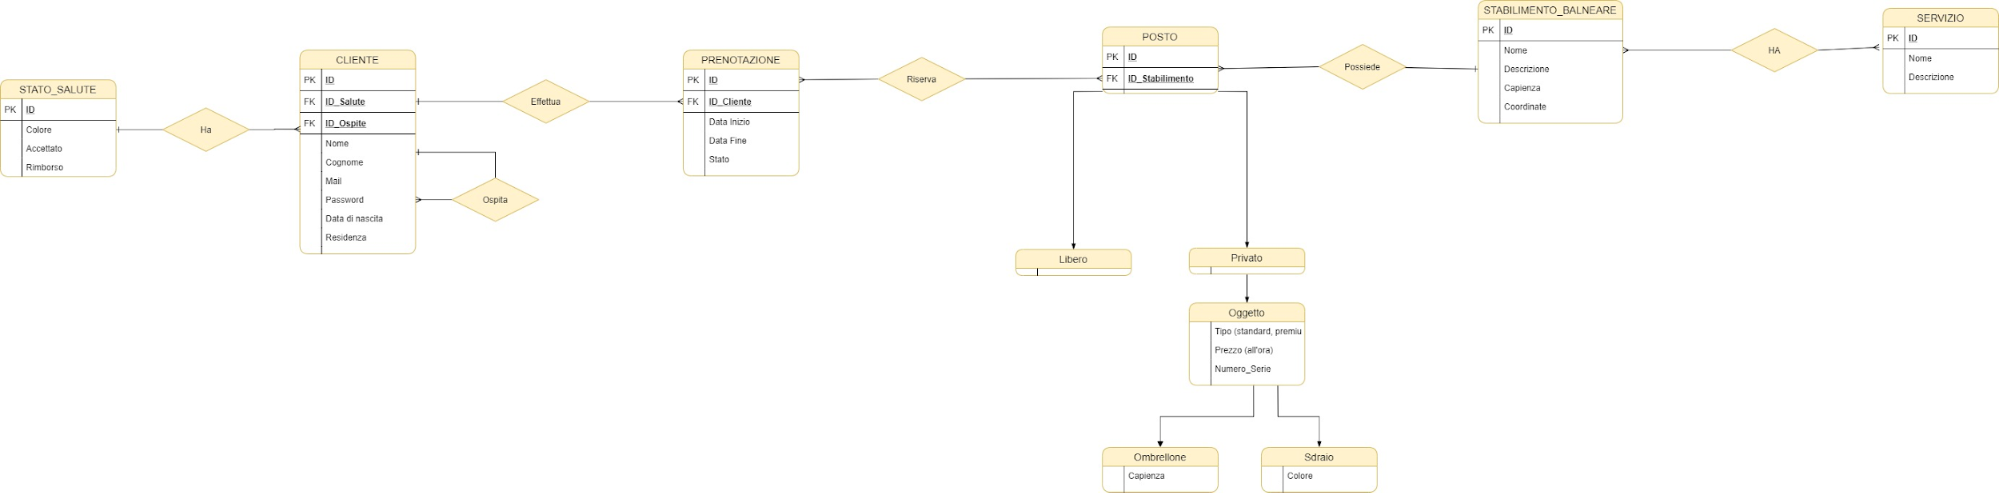 STATO_SALUTE
PK ID
Colore
Accettato
Rimborso
Ha
CLIENTE
PK ID
FK ID_Salute
FK ID_Ospite
Nome
Cognome
Mail
Password
Data di nascita
Residenza
Ospita
Effettua
PRENOTAZIONE
PK ID
FK ID_Cliente
Data Inizio
Data Fine
Stato
Riserva
POSTO
PK ID
FK ID_Stabilimento
Possiede
STABILIMENTO_BALNEARE
PK ID
Nome
Descrizione
Capienza
Coordinate
HA
SERVIZIO
PK ID
Nome
Descrizione
Libero
Privato
Oggetto
Tipo (standard, premiu
Prezzo (all'ora)
Numero_Serie
Ombrellone
Capienza
Sdraio
Colore